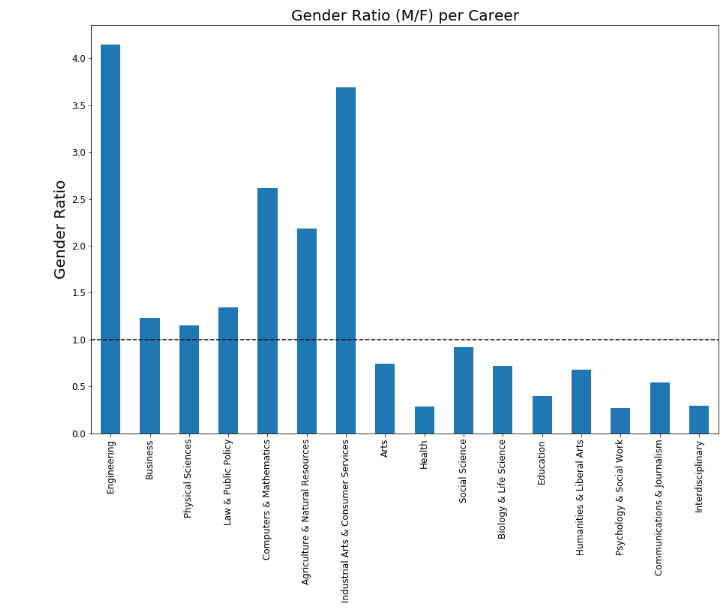 Gender Ratio (M/F) per Career
Gender Ratio
4.0
3.5
3.0
2.5
2.0
1.5
1.0
0.5
0.0
Engineering
Business
Physical Sciences
Law & Public Policy
Computers & Mathematics
Agriculture & Natural Resources
Industrial Arts & Consumer Services
Arts
Health
Social Science
Biology & Life Science
Education
Humanities & Liberal Arts
Psychology & Social Work
Communications & Journalism
Interdisciplinary